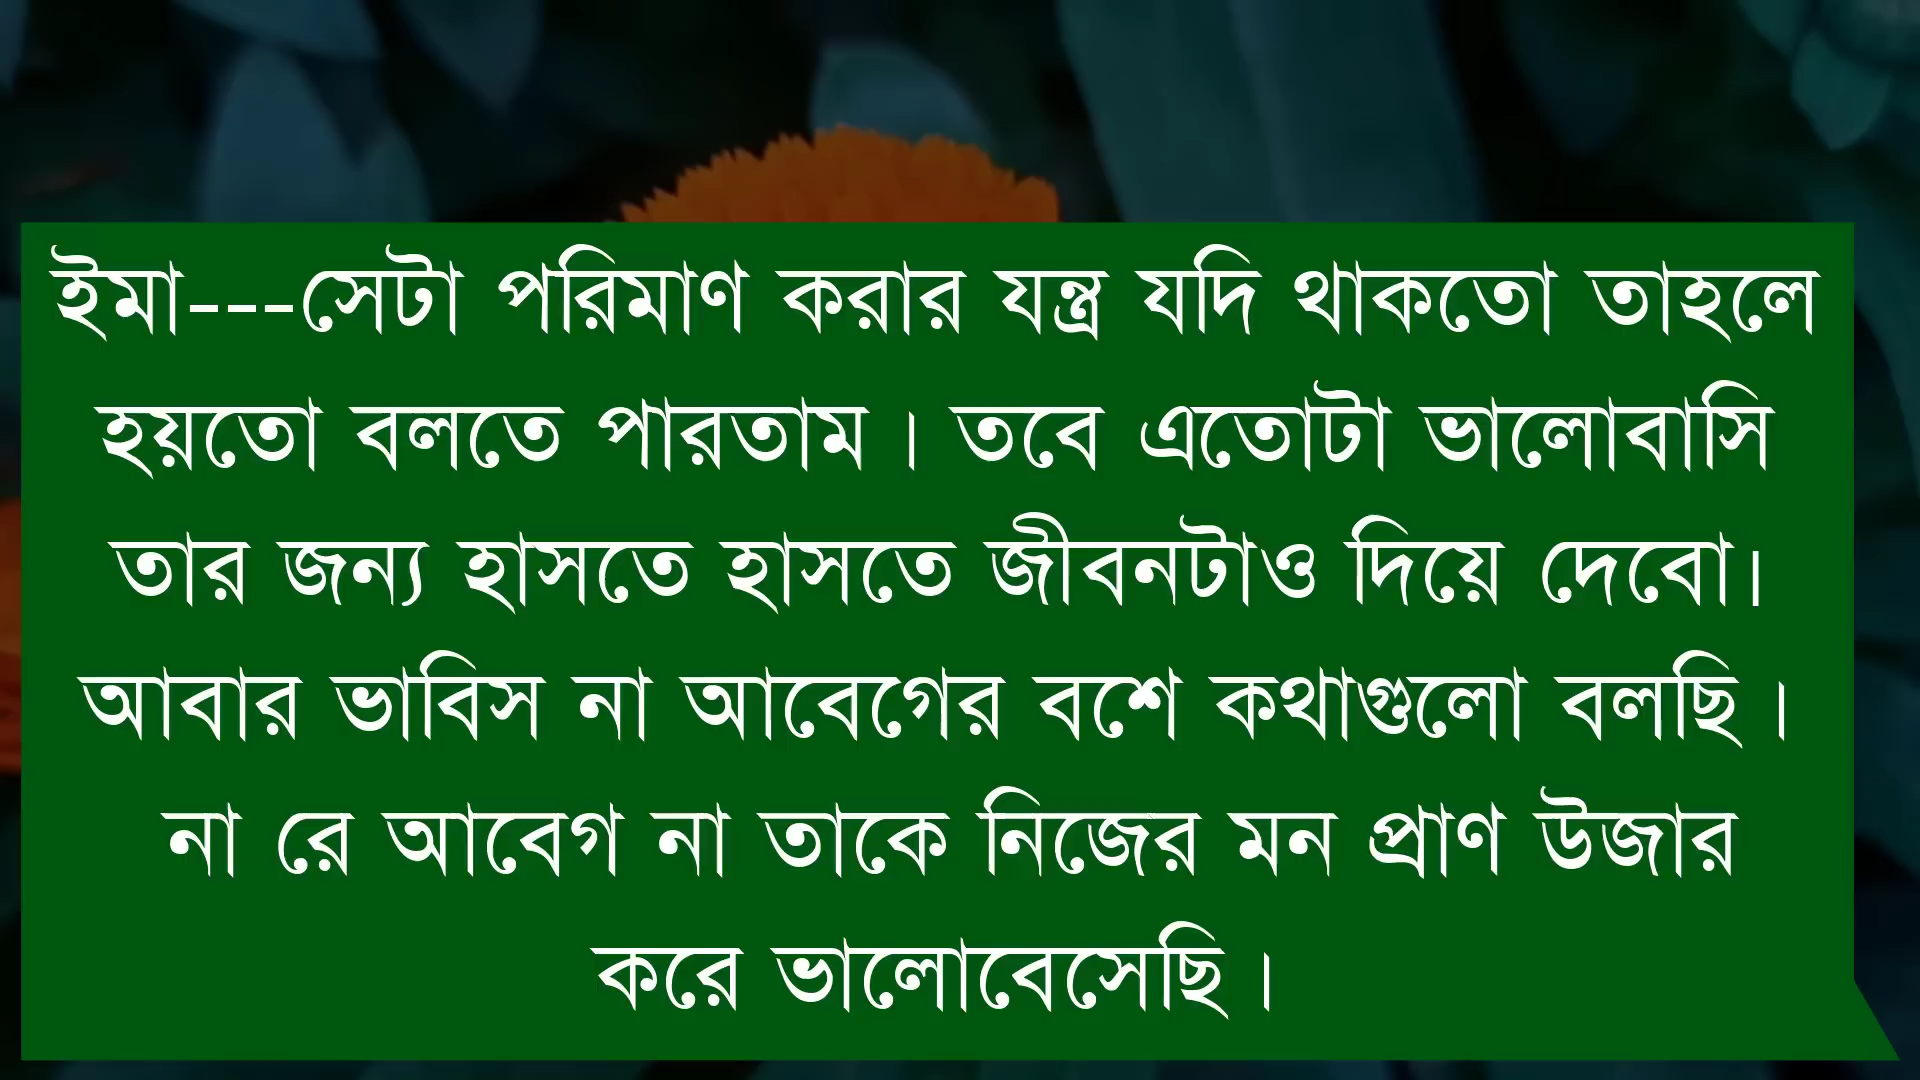 ইমা---সেটা পরিমাণ করার যন্ত্র যদি থাকতো তাহলে
হয়তো বলতে পারতাম । তবে এতোটা ভালোবাসি
তার জন্য হাসতে হাসতে জীবনটাও দিয়ে দেবো।
আবার ভাবিস না আবেগের বশে কথাগুলো বলছি ।
না রে আবেগ না তাকে নিজের মন প্রাণ উজার
করে ভালোবেসেছি ।